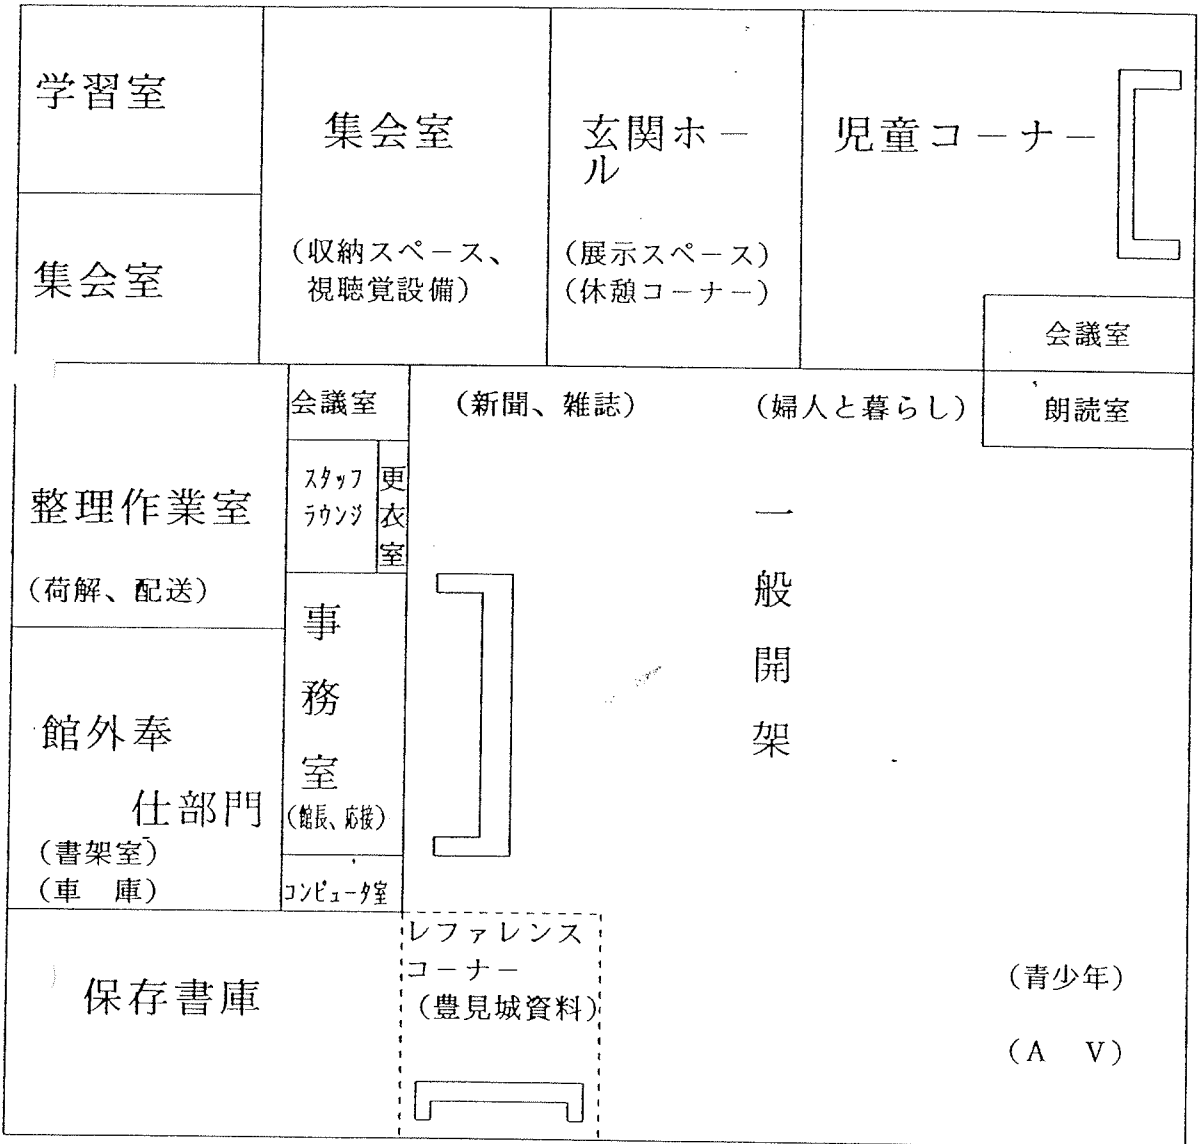 学習室
集会室
集会室
(収納スペース、
視聴覚設備)
玄関ホー
ル
(展示スペース)
(休憩コーナー)
児童コーナー
会議室
朗読室
整理作業室
(荷解、配送)
会議室
スタッフ
ラウンジ
更衣室
事務室
(館長、応接)
コンピュータ室
館外奉
仕部門
(書架室)
(車 庫)
保存書庫
(新聞、雑誌)
(婦人と暮らし)
一般開架
レファレンス
コーナー
(豊見城資料)
(青少年)
(A V)